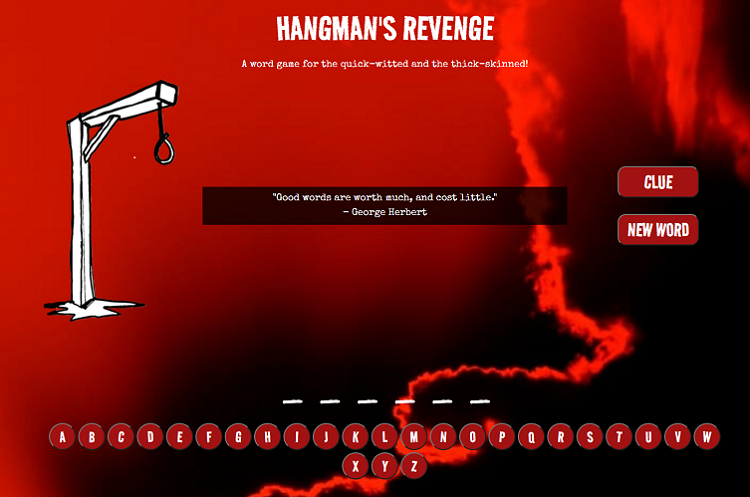 HANGMAN'S REVENGE
A word game for the quick-witted and the thick-skinned!
"Good words are worth much, and cost little."
- George Herbert
CLUE
NEW WORD
_ _ _ _ _ _
A B C D E F G H I J K L M N O P Q R S T U V W
X Y Z